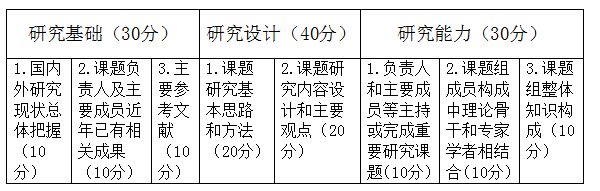 研究基础（30分） 研究设计（40分） 研究能力（30分）
1.国内
外研究
现状总
体把握
（10
分）
2.课题负
责人及主
要成员近
年已有相
关成果
（10分）
3.主
要参
考文
献
（10
分）
1.课题
研究基
本思路
和方法
（20分）
2.课题研
究内容设
计和主要
观点（20
分）
1.负责人
和主要成
员等主持
或完成重
要研究课
题(10分)
2.课题组
成员构成
中理论骨
干和专家
学者相结
合(10分)
3.课题
组整体
知识构
成（10
分）